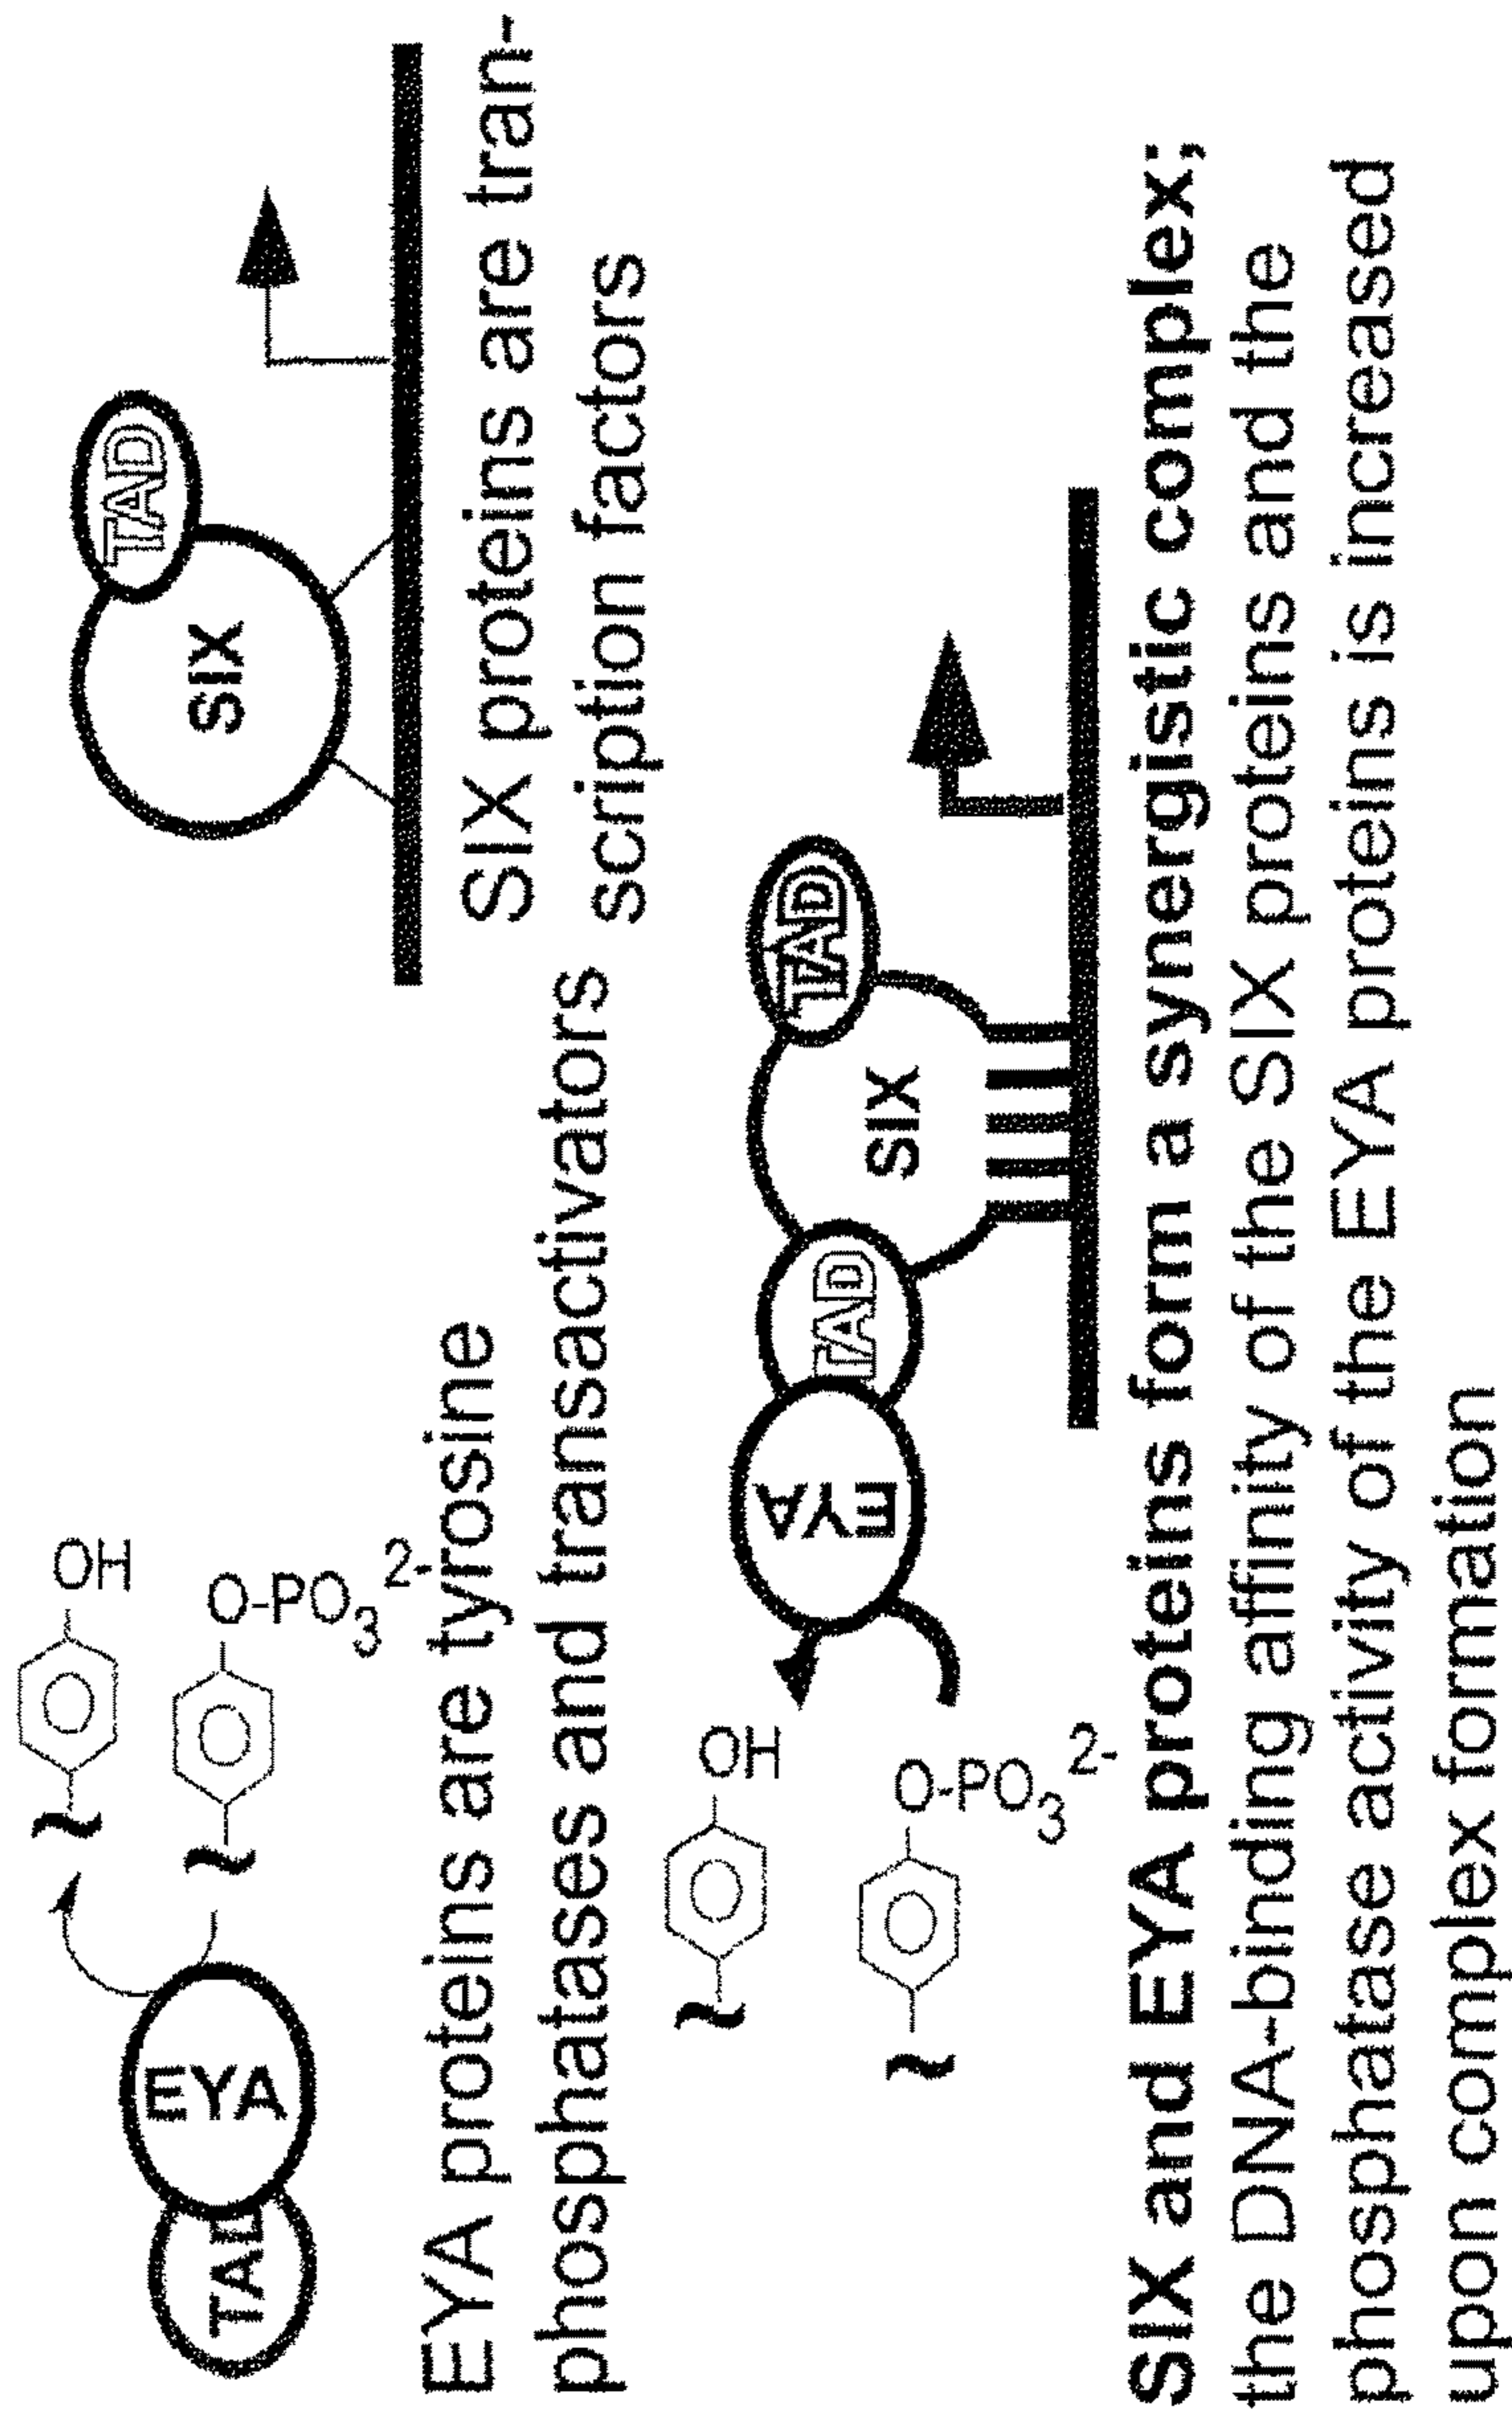 OH
O-PO3 2-
EYA
TAD
TAD
SIX
EYA proteins are tyrosine
phosphatases and transactivators
SIX proteins are tran-
scription factors
OH
O-PO3 2-
EYA
TAD
SIX
TAD
SIX and EYA proteins form a synergistic complex;
the DNA-binding affinity of the SIX proteins and the
phosphatase activity of the EYA proteins is increased
upon complex formation